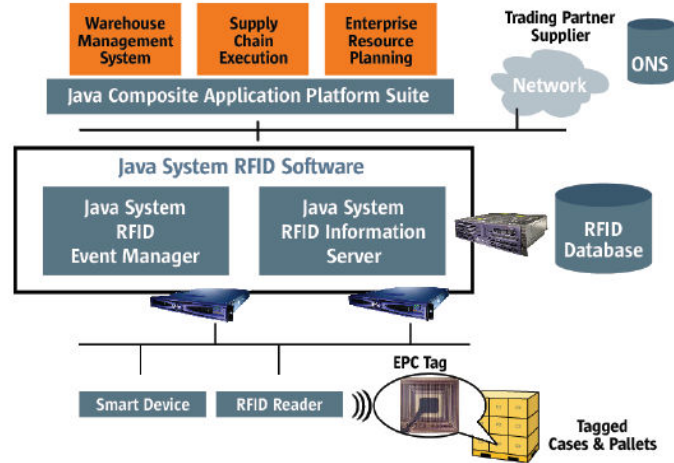 Warehouse
Management
System
Supply
Chain
Execution
Enterprise
Resource
Planning
Trading Partner
Supplier
Network
ONS
Java Composite Application Platform Suite
Java System RFID Software
Java System
RFID
Event Manager
Java System
RFID Information
Server
RFID
Database
EPC Tag
Smart Device
RFID Reader
Tagged
Cases & Pallets